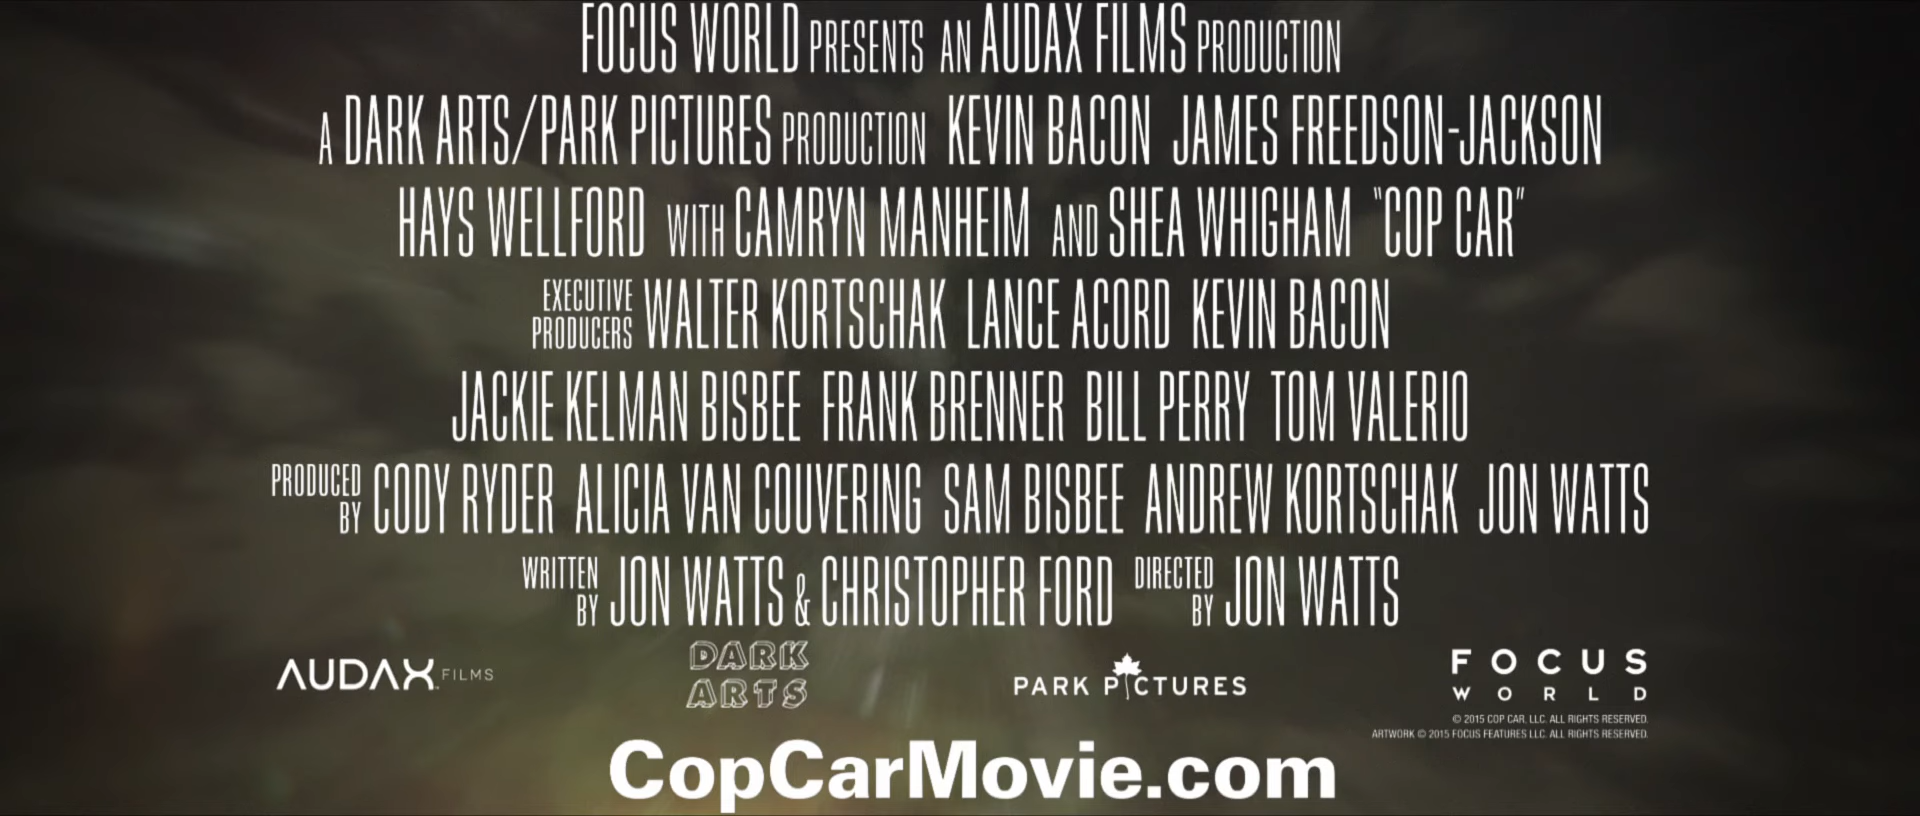 FOCUS WORLD PRESENTS AN AUDAX FILMS PRODUCTION
A DARK ARTS/PARK PICTURES PRODUCTION KEVIN BACON JAMES FREEDSON-JACKSON
HAYS WELLFORD WITH CAMRYN MANHEIM AND SHEA WHIGHAM "COP CAR"
EXECUTIVE PRODUCERS WALTER KORTSCHAK LANCE ACORD KEVIN BACON
JACKIE KELMAN BISBEE FRANK BRENNER BILL PERRY TOM VALERIO
PRODUCED BY CODY RYDER ALICIA VAN COUVERING SAM BISBEE ANDREW KORTSCHAK JON WATTS
WRITTEN BY JON WATTS & CHRISTOPHER FORD DIRECTED BY JON WATTS
AUDAX FILMS
DARK
ARTS
PARK PICTURES
FOCUS
WORLD
© 2015 COP CAR, LLC. ALL RIGHTS RESERVED.
ARTWORK © 2015 FOCUS FEATURES LLC. ALL RIGHTS RESERVED.
CopCarMovie.com